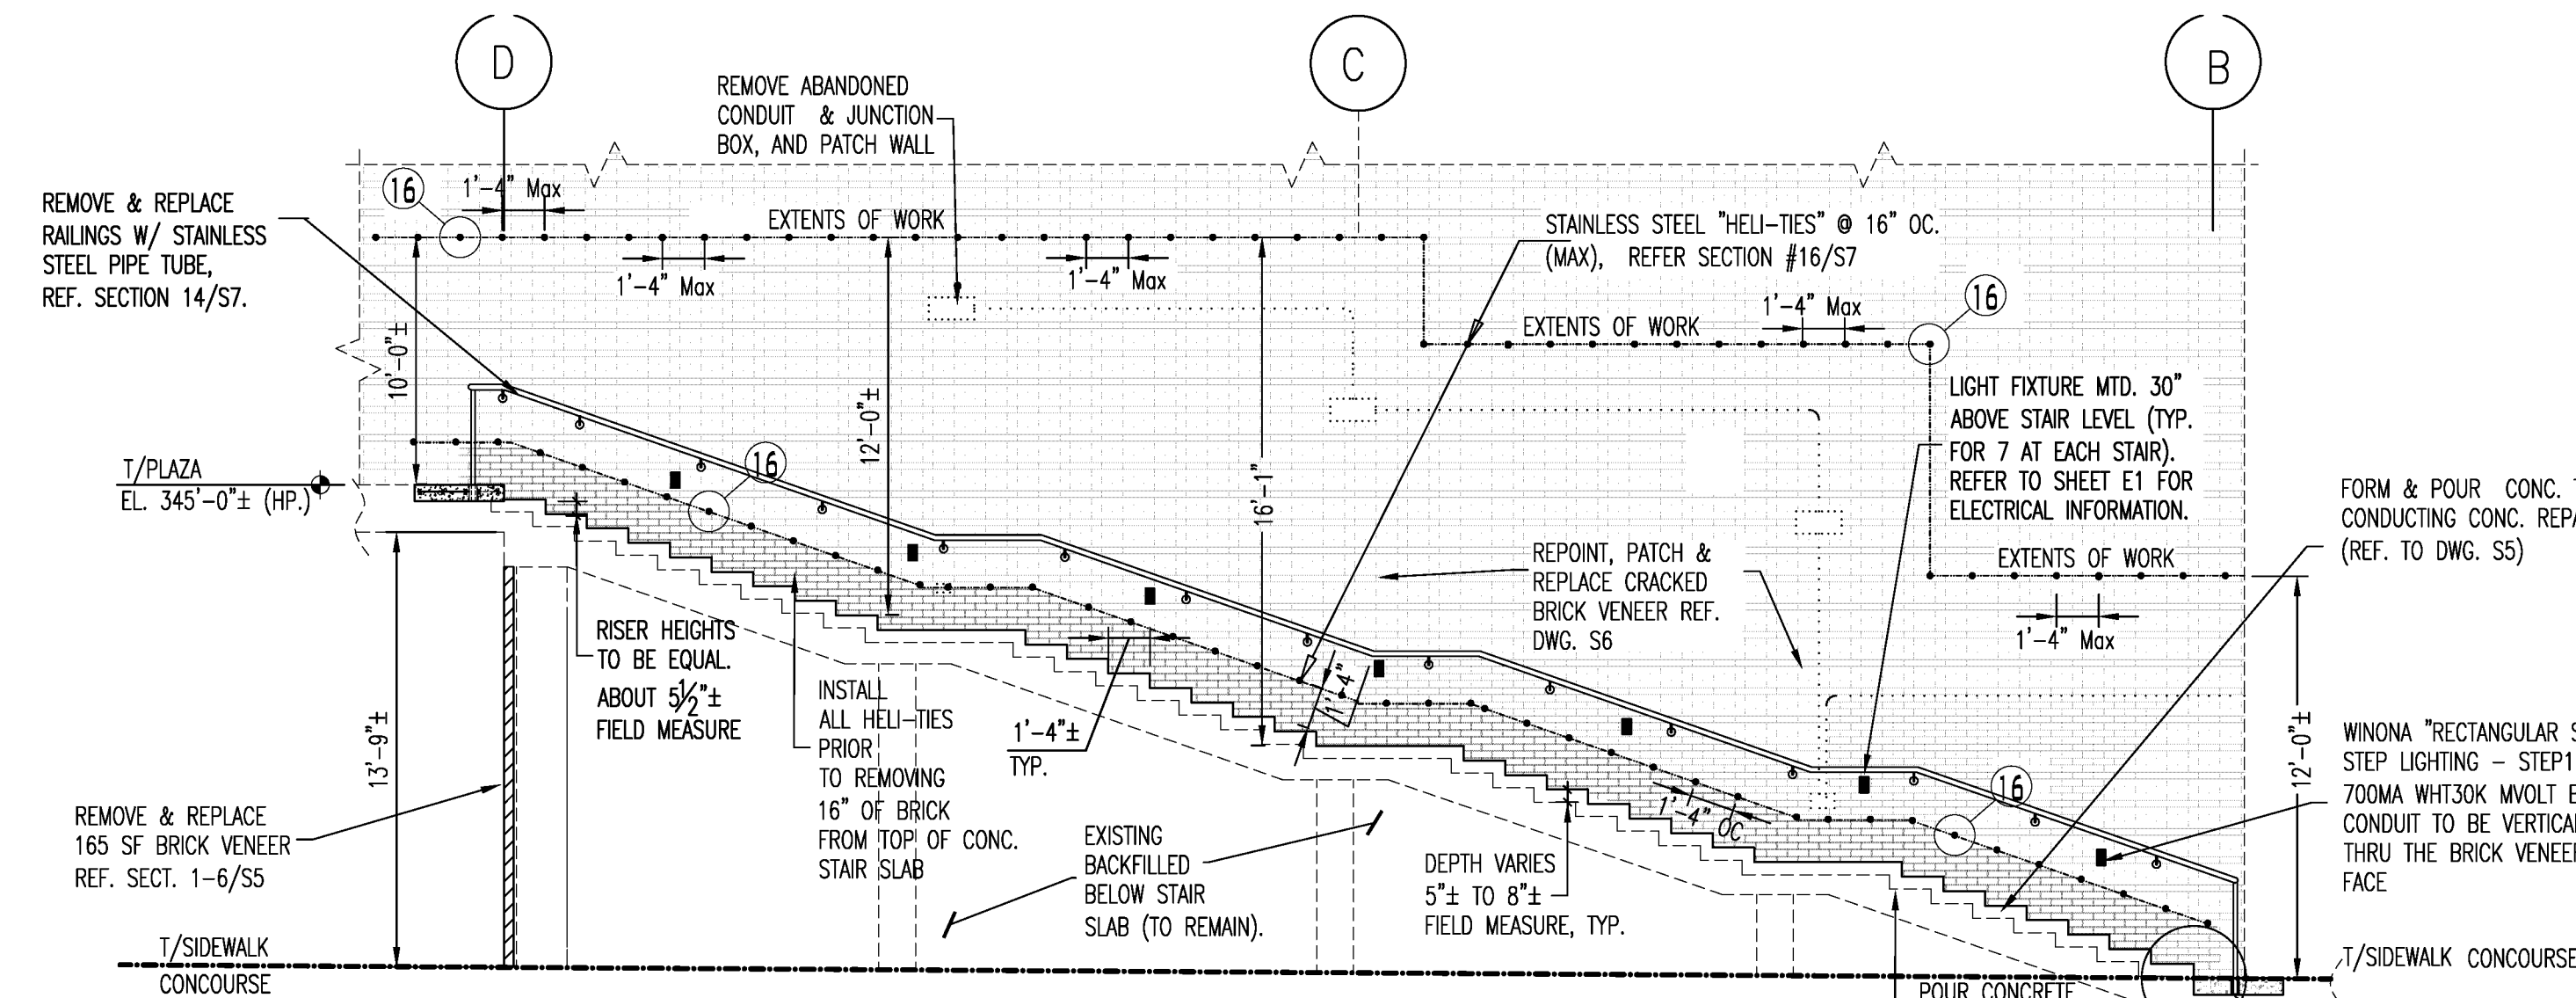 D
C
B
REMOVE ABANDONED
CONDUIT & JUNCTION
BOX, AND PATCH WALL
16
1'-4" Max
REMOVE & REPLACE
RAILINGS W/ STAINLESS
STEEL PIPE TUBE,
REF. SECTION 14/S7.
EXTENTS OF WORK
1'-4" Max
1'-4" Max
STAINLESS STEEL "HELI-TIES" @ 16" OC.
(MAX), REFER SECTION #16/S7
1'-4" Max
16
EXTENTS OF WORK
10'-0"±
12'-0"±
16'-1"
LIGHT FIXTURE MTD. 30"
ABOVE STAIR LEVEL (TYP.
FOR 7 AT EACH STAIR).
REFER TO SHEET E1 FOR
ELECTRICAL INFORMATION.
T/PLAZA
EL. 345'-0"± (HP.)
16
FORM & POUR CONC.
CONDUCTING CONC.
(REF. TO DWG. S5)
REPOINT, PATCH &
REPLACE CRACKED
BRICK VENEER REF.
DWG. S6
EXTENTS OF WORK
1'-4" Max
RISER HEIGHTS
TO BE EQUAL.
ABOUT 5½"±
FIELD MEASURE
INSTALL
ALL HELI-TIES
PRIOR
TO REMOVING
16" OF BRICK
FROM TOP OF CONC.
STAIR SLAB
1'-4"±
TYP.
1'-4"
13'-9"±
12'-0"±
WINONA "RECTANGULAR
STEP LIGHTING - STEP1
700MA WHT30K MVOLT
CONDUIT TO BE
THRU THE BRICK
FACE
REMOVE & REPLACE
165 SF BRICK VENEER
REF. SECT. 1-6/S5
EXISTING
BACKFILLED
BELOW STAIR
SLAB (TO REMAIN).
DEPTH VARIES
5"± TO 8"±
FIELD MEASURE, TYP.
1'-4" OC
16
T/SIDEWALK
CONCOURSE
T/SIDEWALK CONCOURSE
POUR CONCRETE